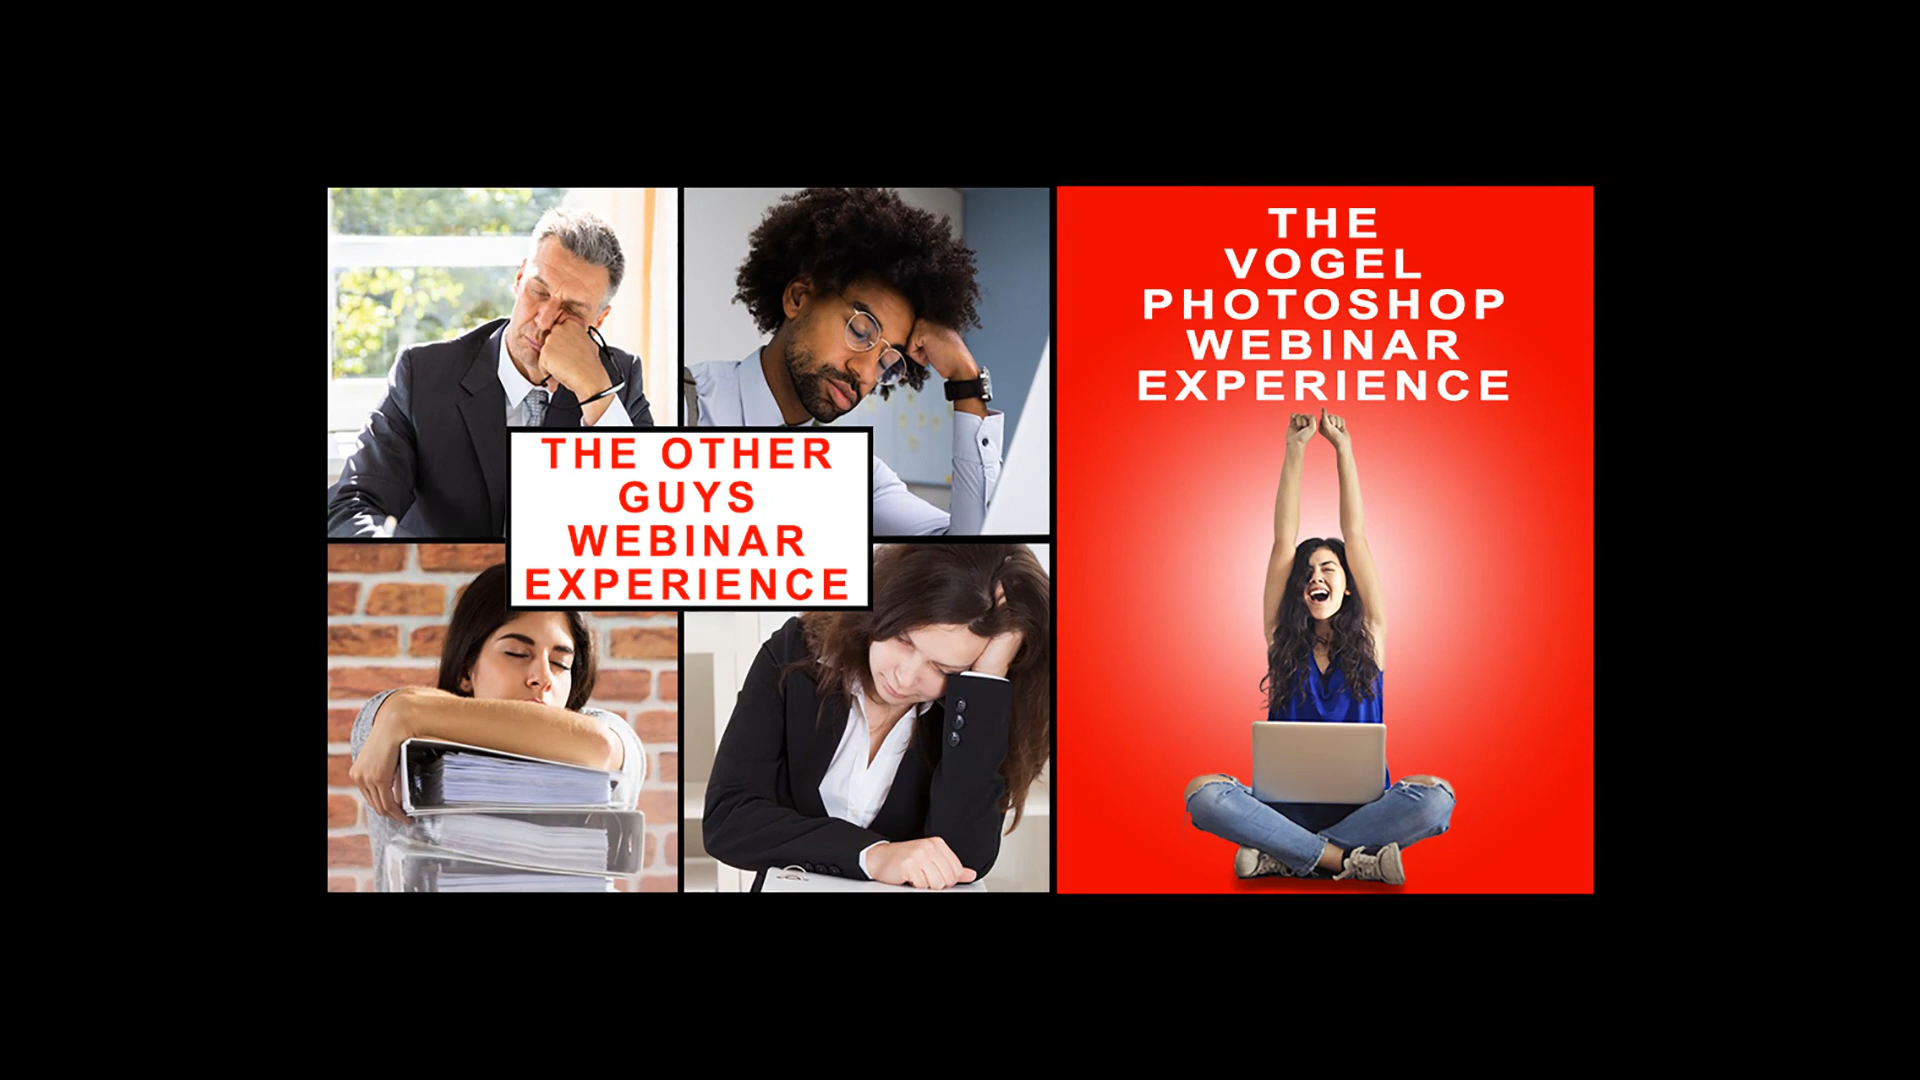 THE OTHER
GUYS
WEBINAR
EXPERIENCE
THE
VOGEL
PHOTOSHOP
WEBINAR
EXPERIENCE